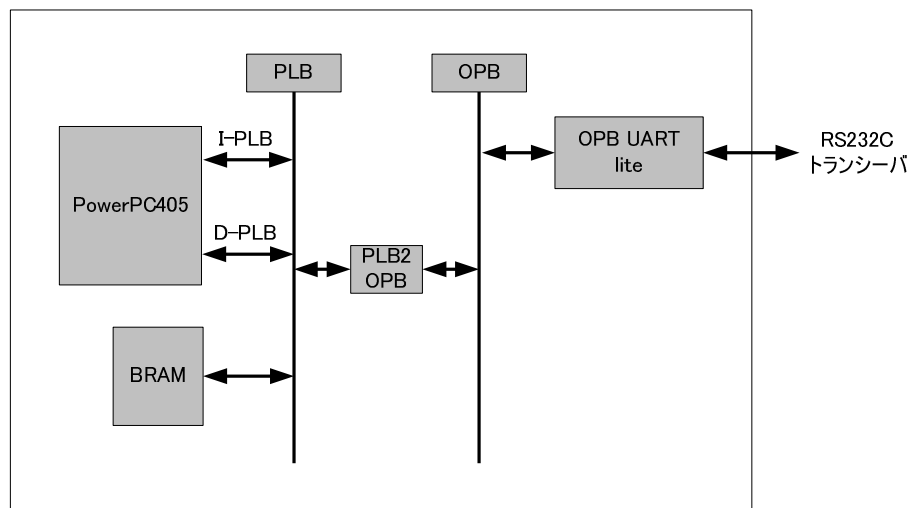 PLB
OPB
I-PLB
OPB UART
lite
RS232C
トランシーバ
PowerPC405
D-PLB
PLB2
OPB
BRAM